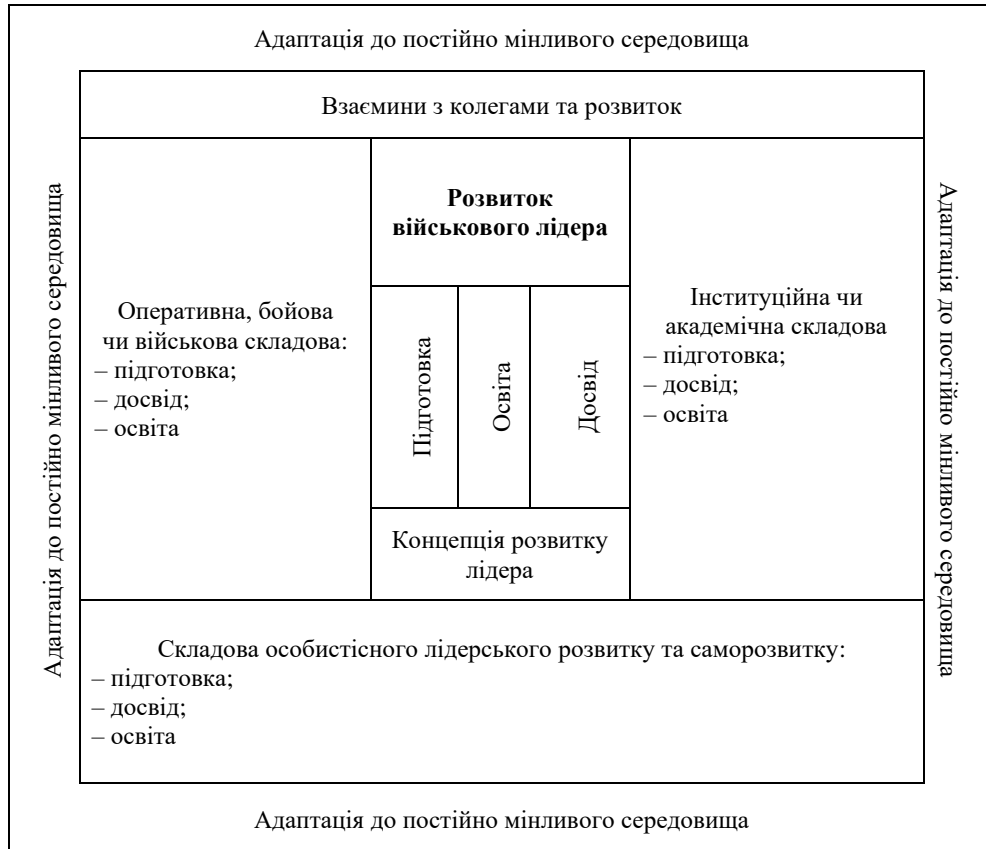 Адаптація до постійно мінливого середовища
Взаємини з колегами та розвиток
Адаптація до постійно мінливого середовища
Оперативна, бойова
чи військова складова:
– підготовка;
– досвід;
– освіта
Розвиток
військового лідера
Підготовка
Освіта
Досвід
Концепція розвитку
лідера
Інституційна чи
академічна складова
– підготовка;
– досвід;
– освіта
Адаптація до постійно мінливого середовища
Складова особистісного лідерського розвитку та саморозвитку:
– підготовка;
– досвід;
– освіта
Адаптація до постійно мінливого середовища